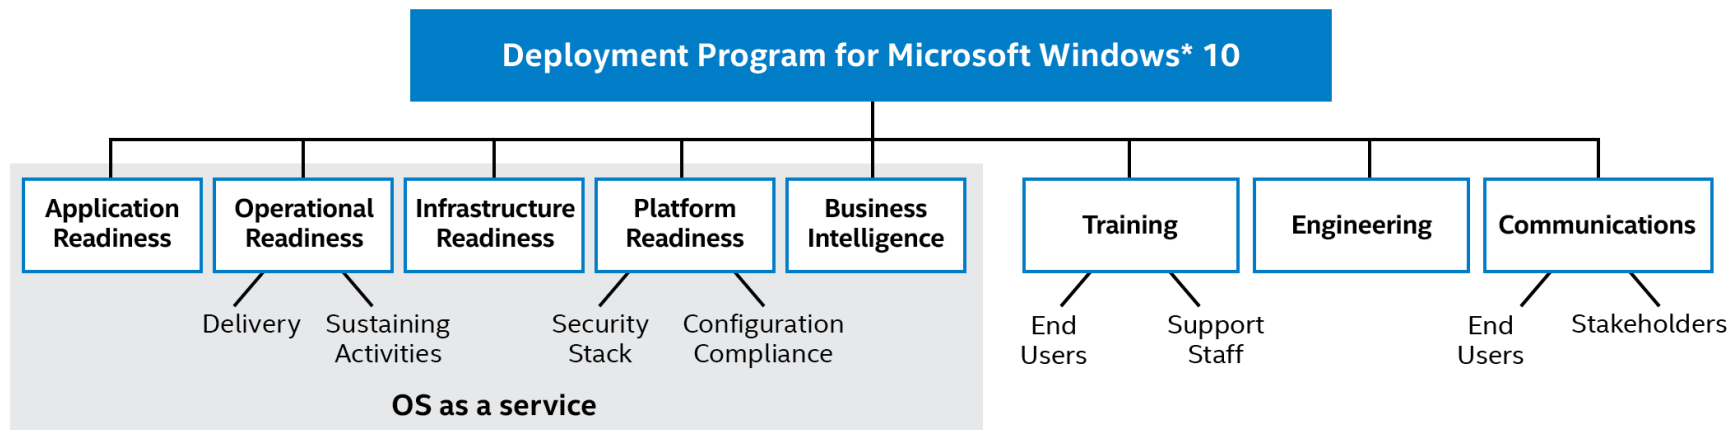 Deployment Program for Microsoft Windows* 10
Application
Readiness
Operational
Readiness
Infrastructure
Readiness
Platform
Readiness
Business
Intelligence
Training
Engineering
Communications
Delivery
Sustaining
Activities
Security
Stack
Configuration
Compliance
End
Users
Support
Staff
End
Users
Stakeholders
OS as a service